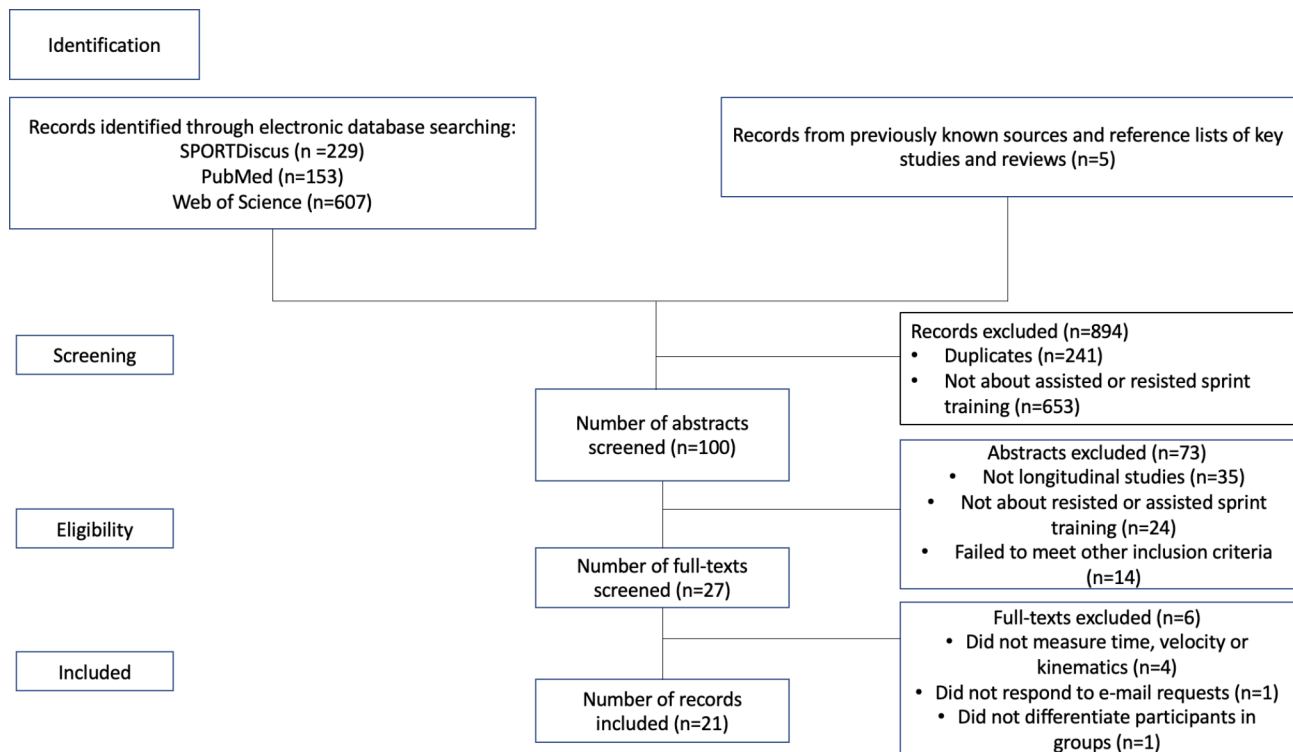 Identification
Records identified through electronic database searching:
SPORTDiscus (n =229)
PubMed (n=153)
Web of Science (n=607)
Records from previously known sources and reference lists of key
studies and reviews (n=5)
Screening
Records excluded (n=894)
• Duplicates (n=241)
• Not about assisted or resisted sprint
training (n=653)
Number of abstracts
screened (n=100)
Abstracts excluded (n=73)
• Not longitudinal studies (n=35)
• Not about resisted or assisted sprint
training (n=24)
• Failed to meet other inclusion criteria
(n=14)
Eligibility
Number of full-texts
screened (n=27)
Full-texts excluded (n=6)
• Did not measure time, velocity or
kinematics (n=4)
• Did not respond to e-mail requests (n=1)
• Did not differentiate participants in
groups (n=1)
Included
Number of records
included (n=21)